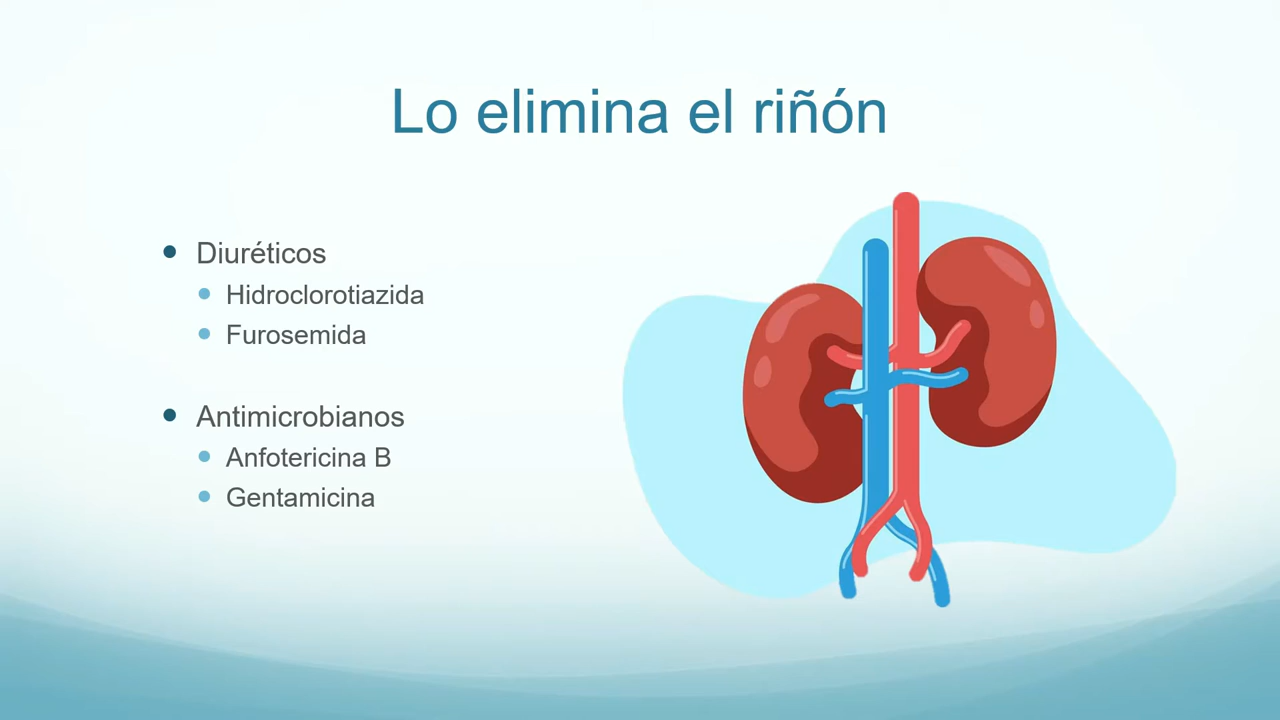 Lo elimina el riñón
Diuréticos
Hidroclorotiazida
Furosemida
Antimicrobianos
Anfotericina B
Gentamicina